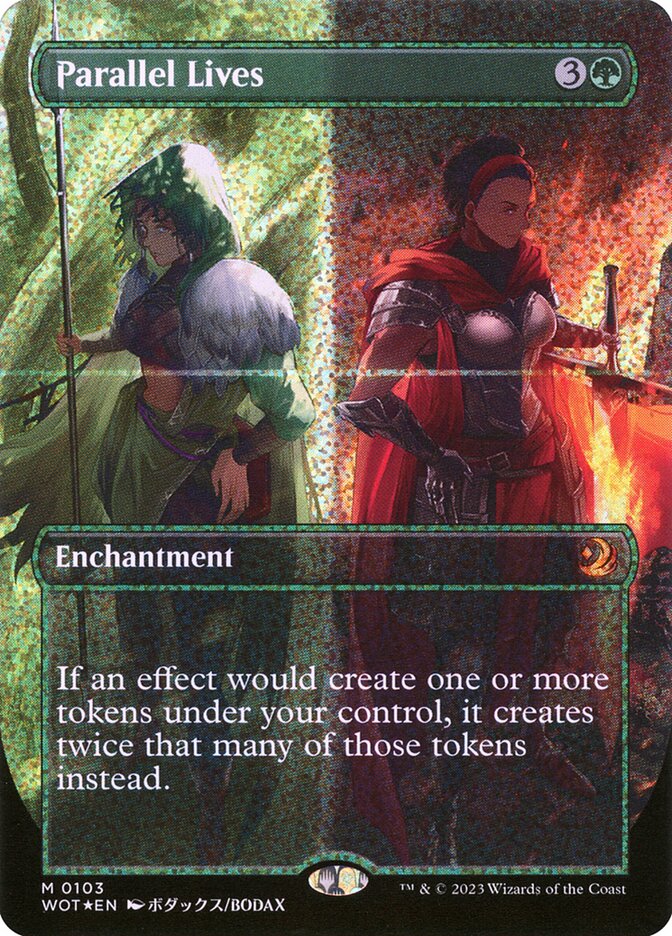 Parallel Lives 3
Enchantment
If an effect would create one or more
tokens under your control, it creates
twice that many of those tokens
instead.
M 0103
WOT★EN ボダックス/BODAX
™ & © 2023 Wizards of the Coast